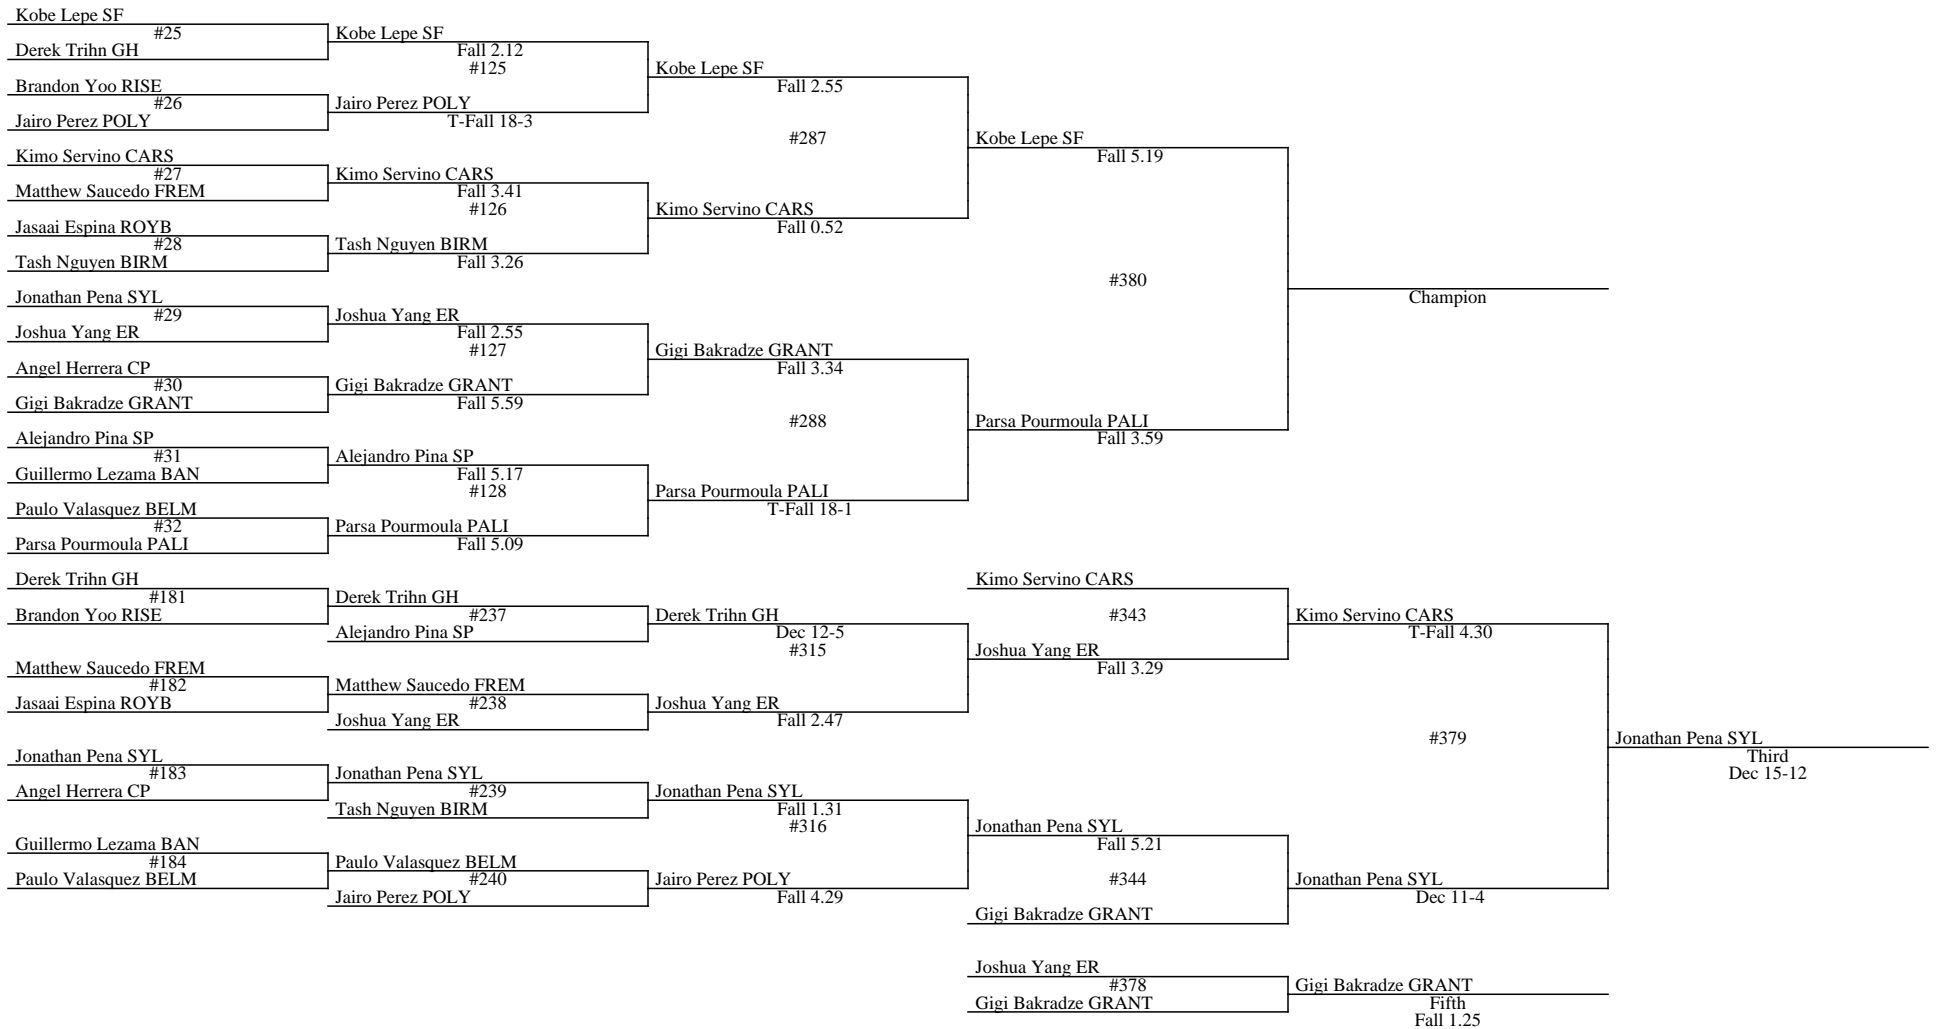 Kobe Lepe SF
#25
Derek Trihn GH
Brandon Yoo RISE
#26
Jairo Perez POLY
Kimo Servino CARS
#27
Matthew Saucedo FREM
Jasaai Espina ROYB
#28
Tash Nguyen BIRM
Jonathan Pena SYL
#29
Joshua Yang ER
Angel Herrera CP
#30
Gigi Bakradze GRANT
Alejandro Pina SP
#31
Guillermo Lezama BAN
Paulo Valasquez BELM
#32
Parsa Pourmoula PALI
Kobe Lepe SF
Fall 2.12
#125
Jairo Perez POLY
T-Fall 18-3
Kimo Servino CARS
Fall 3.41
#126
Tash Nguyen BIRM
Fall 3.26
Joshua Yang ER
Fall 2.55
#127
Gigi Bakradze GRANT
Fall 5.59
Alejandro Pina SP
Fall 5.17
#128
Parsa Pourmoula PALI
Fall 5.09
Kobe Lepe SF
Fall 2.55
#287
Kimo Servino CARS
Fall 0.52
Gigi Bakradze GRANT
Fall 3.34
#288
Parsa Pourmoula PALI
T-Fall 18-1
Kobe Lepe SF
Fall 5.19
#380
Parsa Pourmoula PALI
Fall 3.59
Champion
Derek Trihn GH
#181
Brandon Yoo RISE
Matthew Saucedo FREM
#182
Jasaai Espina ROYB
Jonathan Pena SYL
#183
Angel Herrera CP
Guillermo Lezama BAN
#184
Paulo Valasquez BELM
Derek Trihn GH
#237
Alejandro Pina SP
Matthew Saucedo FREM
#238
Joshua Yang ER
Jonathan Pena SYL
#239
Tash Nguyen BIRM
Paulo Valasquez BELM
#240
Jairo Perez POLY
Derek Trihn GH
Dec 12-5
#315
Joshua Yang ER
Fall 2.47
Jonathan Pena SYL
Fall 1.31
#316
Jairo Perez POLY
Fall 4.29
Kimo Servino CARS
#343
Joshua Yang ER
Fall 3.29
Jonathan Pena SYL
Fall 5.21
#344
Gigi Bakradze GRANT
Kimo Servino CARS
T-Fall 4.30
#379
Jonathan Pena SYL
Dec 11-4
Jonathan Pena SYL
Third
Dec 15-12
Joshua Yang ER
#378
Gigi Bakradze GRANT
Gigi Bakradze GRANT
Fifth
Fall 1.25